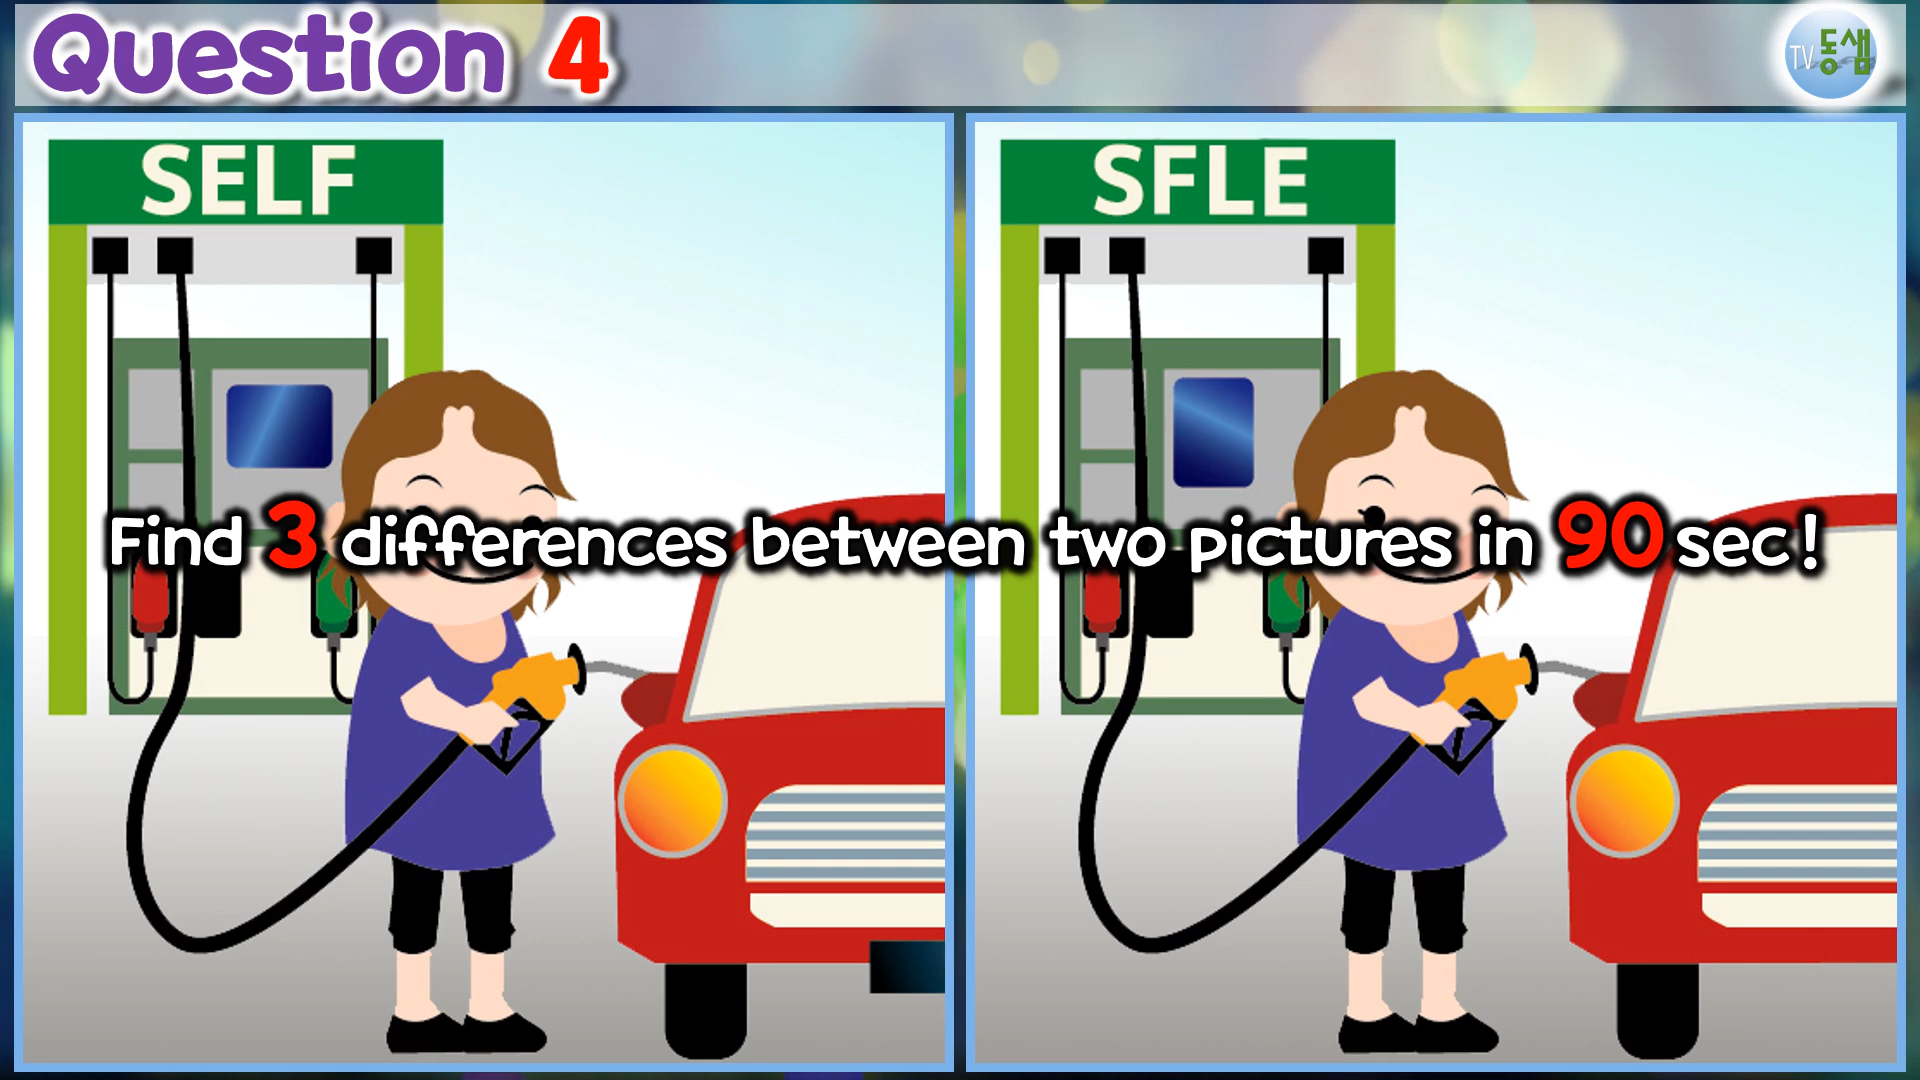 Question 4
TV동샘
SELF
SFLE
Find 3 differences between two pictures in 90 sec!